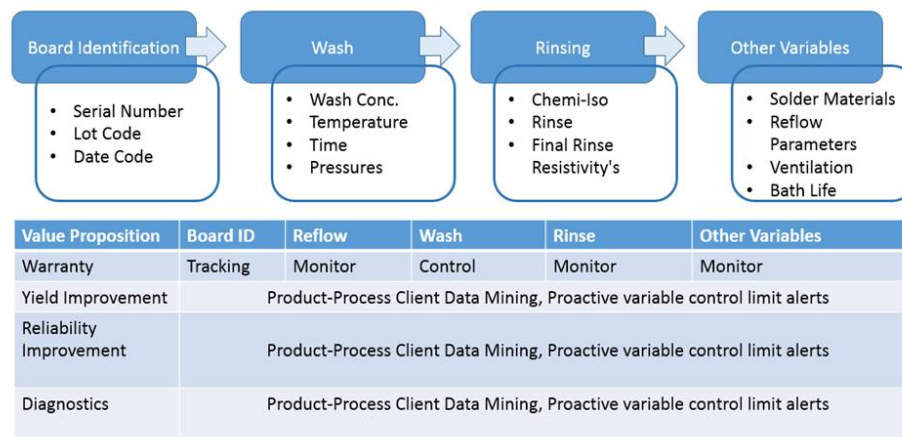 Board Identification
Wash
Rinsing
Other Variables
• Serial Number
• Lot Code
• Date Code
• Wash Conc.
• Temperature
• Time
• Pressures
• Chemi-Iso
• Rinse
• Final Rinse
Resistivity's
• Solder Materials
• Reflow
Parameters
• Ventilation
• Bath Life
Value Proposition Board ID Reflow Wash Rinse Other Variables
Warranty Tracking Monitor Control Monitor Monitor
Yield Improvement Product-Process Client Data Mining, Proactive variable control limit alerts
Reliability
Improvement Product-Process Client Data Mining, Proactive variable control limit alerts
Diagnostics Product-Process Client Data Mining, Proactive variable control limit alerts